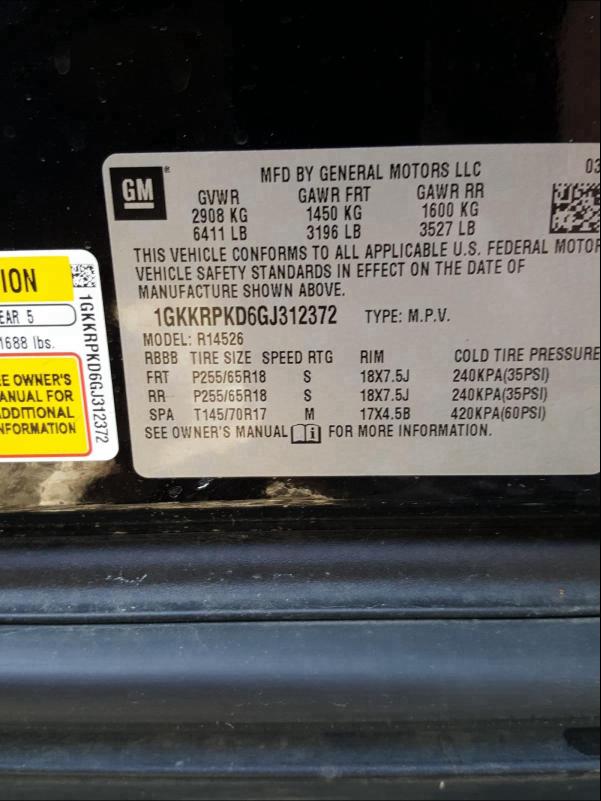 MFD BY GENERAL MOTORS LLC 03
GM
GVWR GAWR FRT GAWR RR
2908 KG 1450 KG 1600 KG
6411 LB 3196 LB 3527 LB
THIS VEHICLE CONFORMS TO ALL APPLICABLE U.S. FEDERAL MOTOR
VEHICLE SAFETY STANDARDS IN EFFECT ON THE DATE OF
MANUFACTURE SHOWN ABOVE.
1GKKRPKD6GJ312372 TYPE: M.P.V.
MODEL: R14526
RBBB TIRE SIZE SPEED RTG RIM COLD TIRE PRESSURE
FRT P255/65R18 S 18X7.5J 240KPA(35PSI)
RR P255/65R18 S 18X7.5J 240KPA(35PSI)
SPA T145/70R17 M 17X4.5B 420KPA(60PSI)
SEE OWNER'S MANUAL i FOR MORE INFORMATION.
ION
EAR 5
1688 lbs.
E OWNER'S
ANUAL FOR
ADDITIONAL
NFORMATION
1GKKRPKD6GJ312372